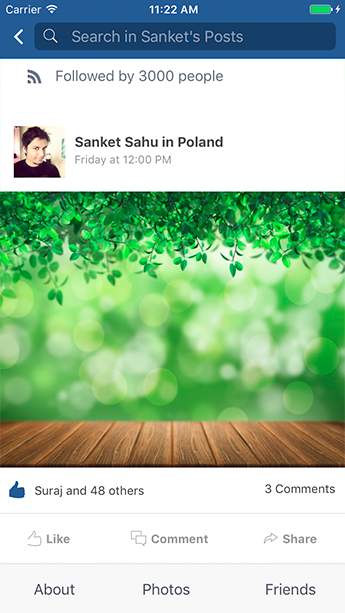 Carrier 11:22 AM
Search in Sanket's Posts
Followed by 3000 people
Sanket Sahu in Poland
Friday at 12:00 PM
Suraj and 48 others 3 Comments
Like Comment Share
About Photos Friends